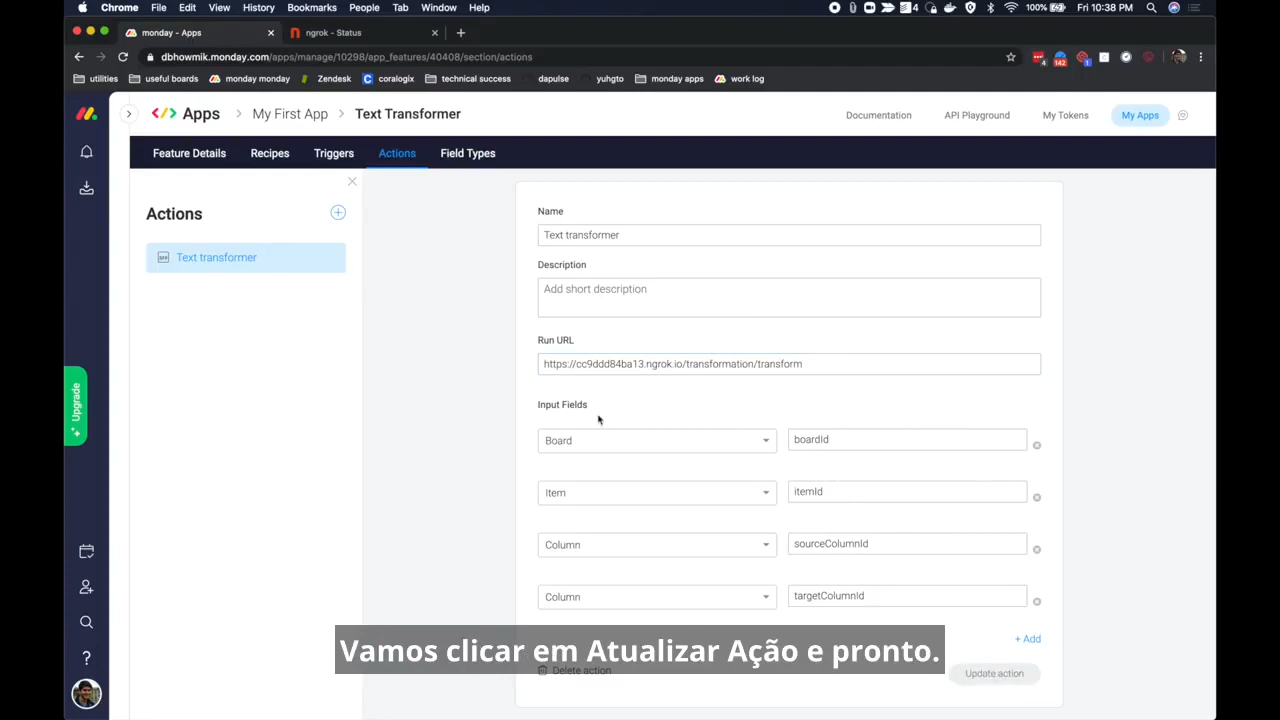 Chrome File Edit View History Bookmarks People Tab Window Help
4 100% Fri 10:38 PM
monday - Apps
ngrok - Status
dbhowmik.monday.com/apps/manage/10298/app_features/40408/section/actions
4 142 1
utilities useful boards monday monday Zendesk coralogix technical success dapulse yuhgto monday apps work log
Apps > My First App > Text Transformer
Documentation API Playground My Tokens My Apps
Feature Details Recipes Triggers Actions Field Types
Actions
Text transformer
Name
Text transformer
Description
Add short description
Run URL
https://cc9ddd84ba13.ngrok.io/transformation/transform
Input Fields
Board boardId
Item itemId
Column sourceColumnId
Column targetColumnId
+ Add
Vamos clicar em Atualizar Ação e pronto.
Delete action
Update action
Upgrade